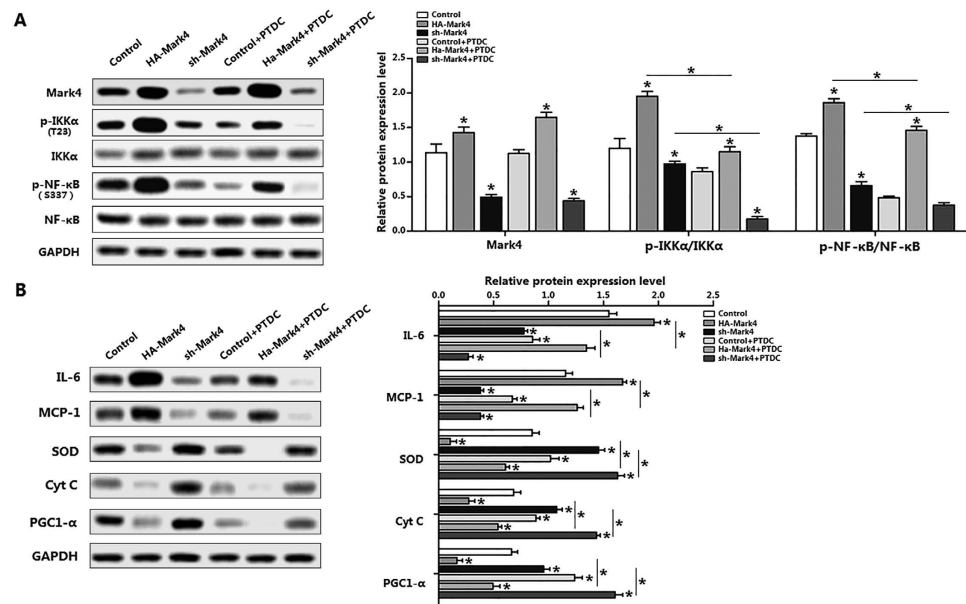 A
Control
HA-Mark4
sh-Mark4
Control+PTDC
Ha-Mark4+PTDC
sh-Mark4+PTDC
Mark4
p-IKKα
(T23)
IKKα
p-NF-κB
(S337)
NF-κB
GAPDH
Control
HA-Mark4
sh-Mark4
Control+PTDC
Ha-Mark4+PTDC
sh-Mark4+PTDC
Relative protein expression level
2.5
2.0
1.5
1.0
0.5
0.0
* * * *
* * * * * *
* * * * *
Mark4
p-IKKα/IKKα
p-NF-κB/NF-κB
B
Control
HA-Mark4
sh-Mark4
Control+PTDC
Ha-Mark4+PTDC
sh-Mark4+PTDC
IL-6
MCP-1
SOD
Cyt C
PGC1-α
GAPDH
Relative protein expression level
0.0 0.5 1.0 1.5 2.0 2.5
Control
HA-Mark4
sh-Mark4
Control+PTDC
Ha-Mark4+PTDC
sh-Mark4+PTDC
IL-6
* * * * * *
MCP-1
* * * * * *
SOD
* * * * * * *
Cyt C
* * * * * * *
PGC1-α
* * * * * * *